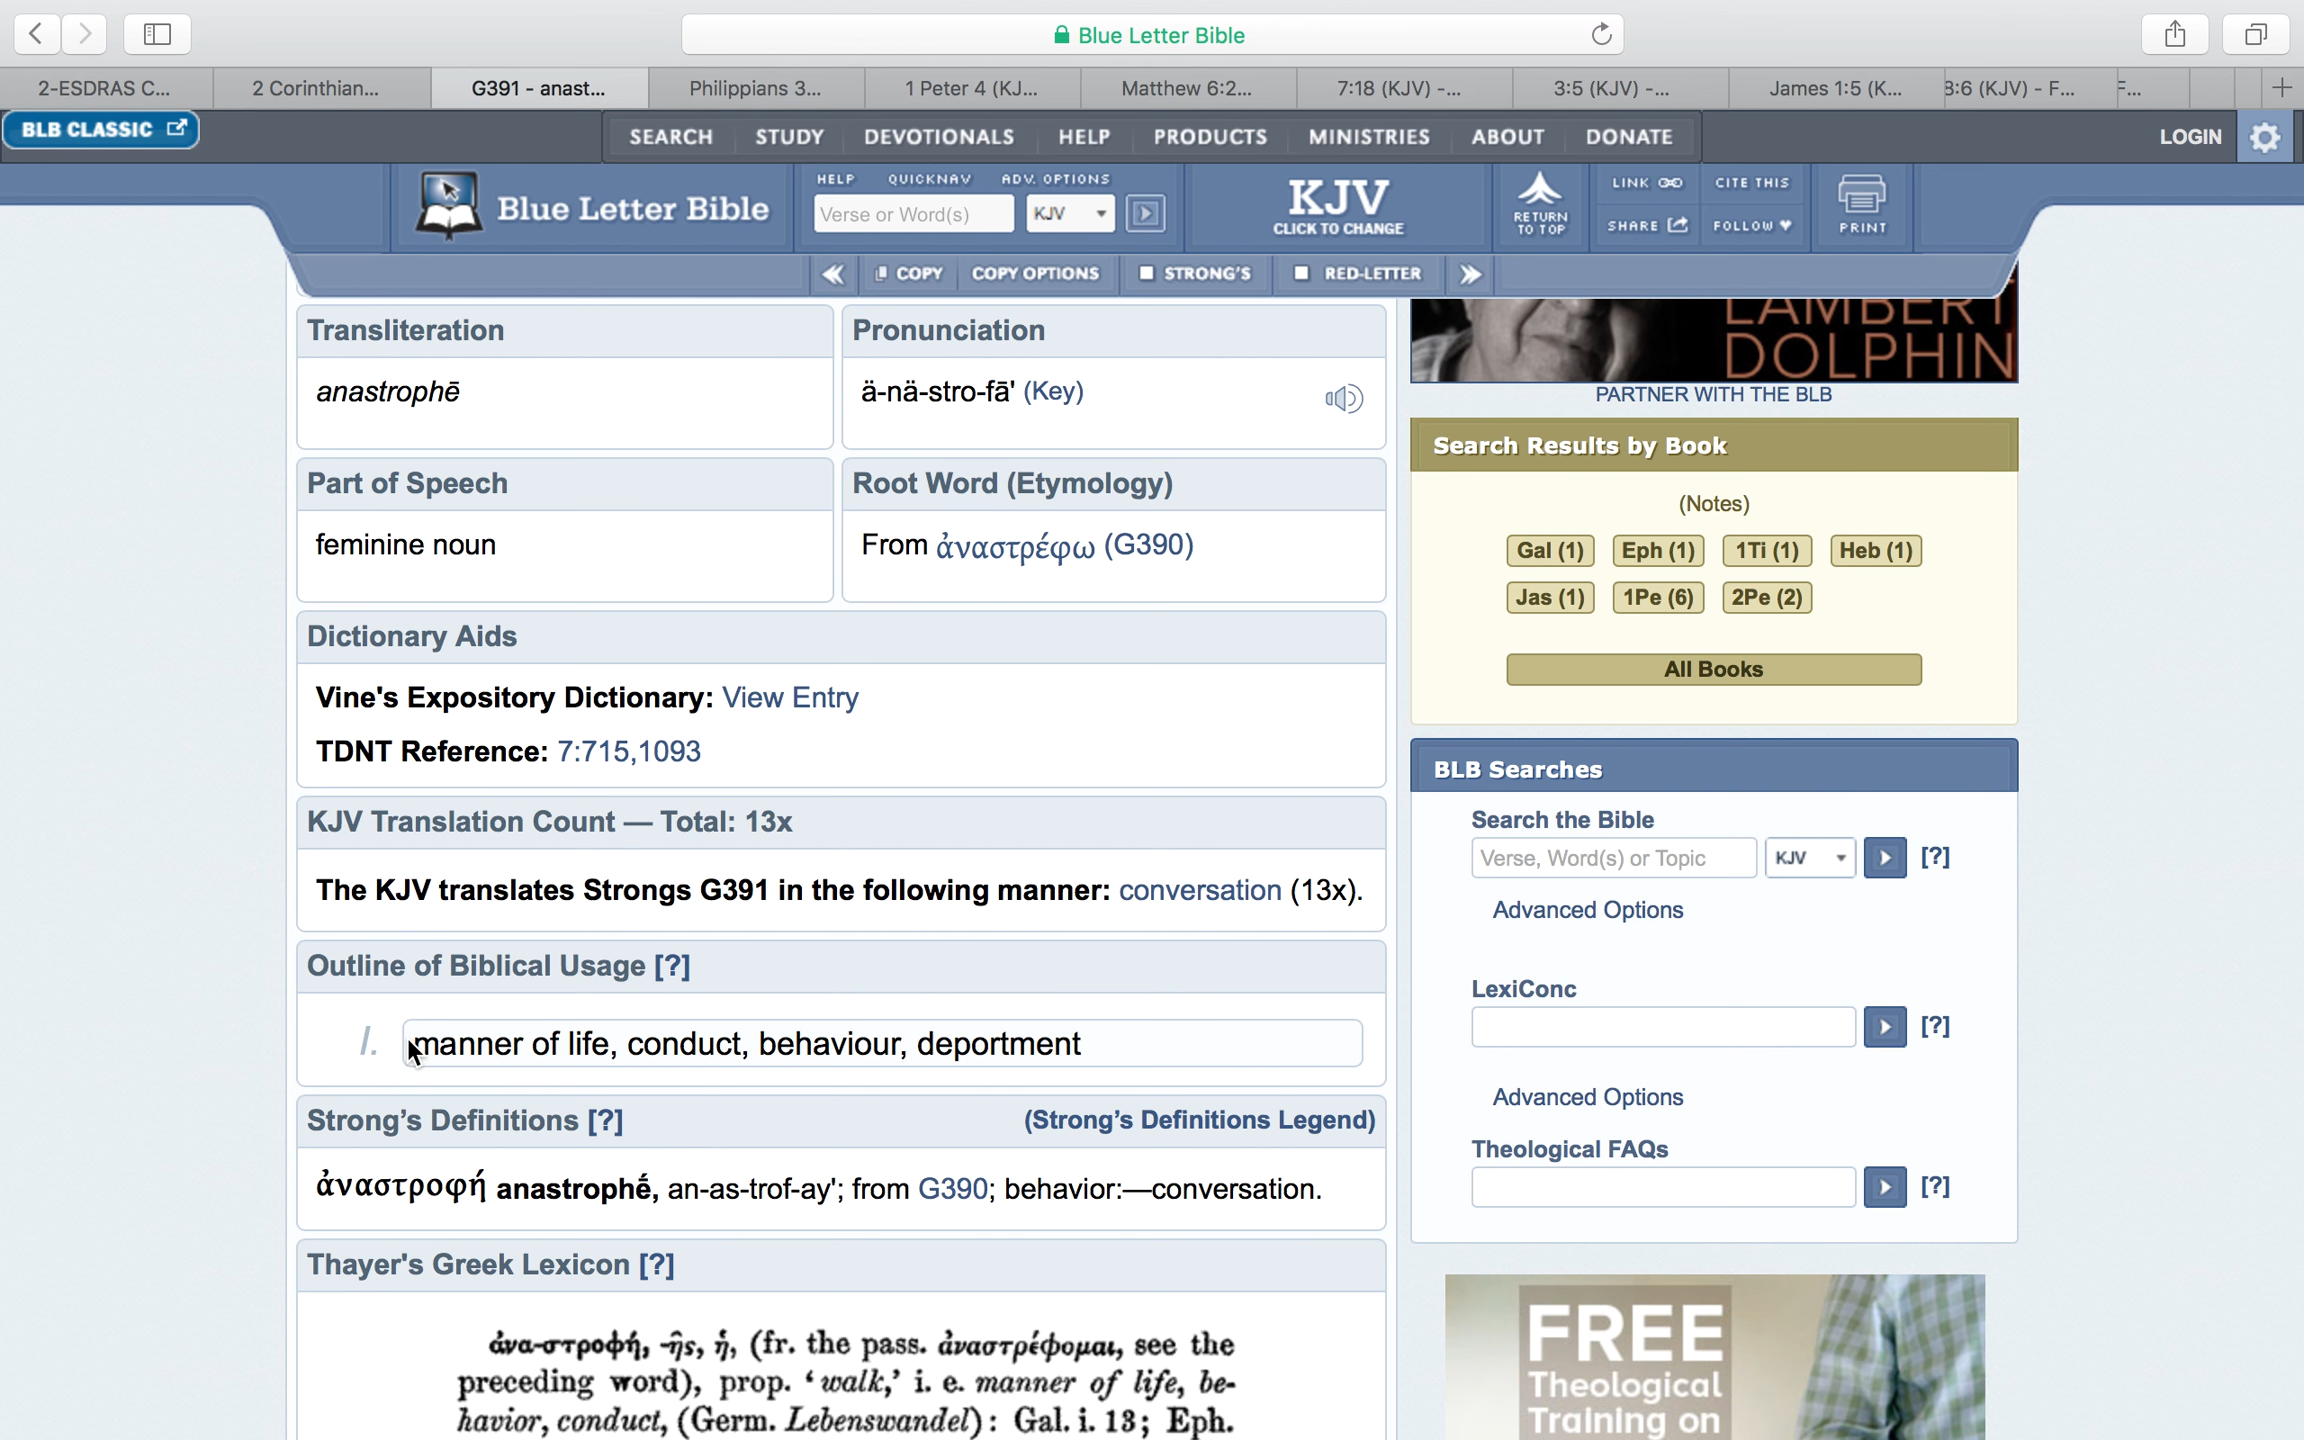 Blue Letter Bible
2-ESDRAS C...
2 Corinthian...
G391 - anast...
Philippians 3...
1 Peter 4 (KJ...
Matthew 6:2...
7:18 (KJV) -...
3:5 (KJV) -...
James 1:5 (K...
3:6 (KJV) - F...
F...
BLB CLASSIC
SEARCH STUDY DEVOTIONALS HELP PRODUCTS MINISTRIES ABOUT DONATE
LOGIN
Blue Letter Bible
HELP QUICKNAV ADV. OPTIONS
Verse or Word(s) KJV
KJV
CLICK TO CHANGE
RETURN
TO TOP
LINK CITE THIS
SHARE FOLLOW
PRINT
COPY COPY OPTIONS STRONG'S RED-LETTER
Transliteration
anastrophē
Pronunciation
ä-nä-stro-fā' (Key)
Part of Speech
feminine noun
Root Word (Etymology)
From ἀναστρέφω (G390)
Dictionary Aids
Vine's Expository Dictionary: View Entry
TDNT Reference: 7:715,1093
KJV Translation Count — Total: 13x
The KJV translates Strongs G391 in the following manner: conversation (13x).
Outline of Biblical Usage [?]
I. manner of life, conduct, behaviour, deportment
Strong's Definitions [?] (Strong's Definitions Legend)
ἀναστροφή anastrophḗ, an-as-trof-ay'; from G390; behavior:—conversation.
Thayer's Greek Lexicon [?]
ἀνα-στροφή, -ῆς, ἡ, (fr. the pass. ἀναστρέφομαι, see the
preceding word), prop. ‘walk,’ i. e. manner of life, be-
havior, conduct, (Germ. Lebenswandel): Gal. i. 13; Eph.
LAMBERT
DOLPHIN
PARTNER WITH THE BLB
Search Results by Book
(Notes)
Gal (1) Eph (1) 1Ti (1) Heb (1)
Jas (1) 1Pe (6) 2Pe (2)
All Books
BLB Searches
Search the Bible
Verse, Word(s) or Topic KJV [?]
Advanced Options
LexiConc
[?]
Advanced Options
Theological FAQs
[?]
FREE
Theological
Training on